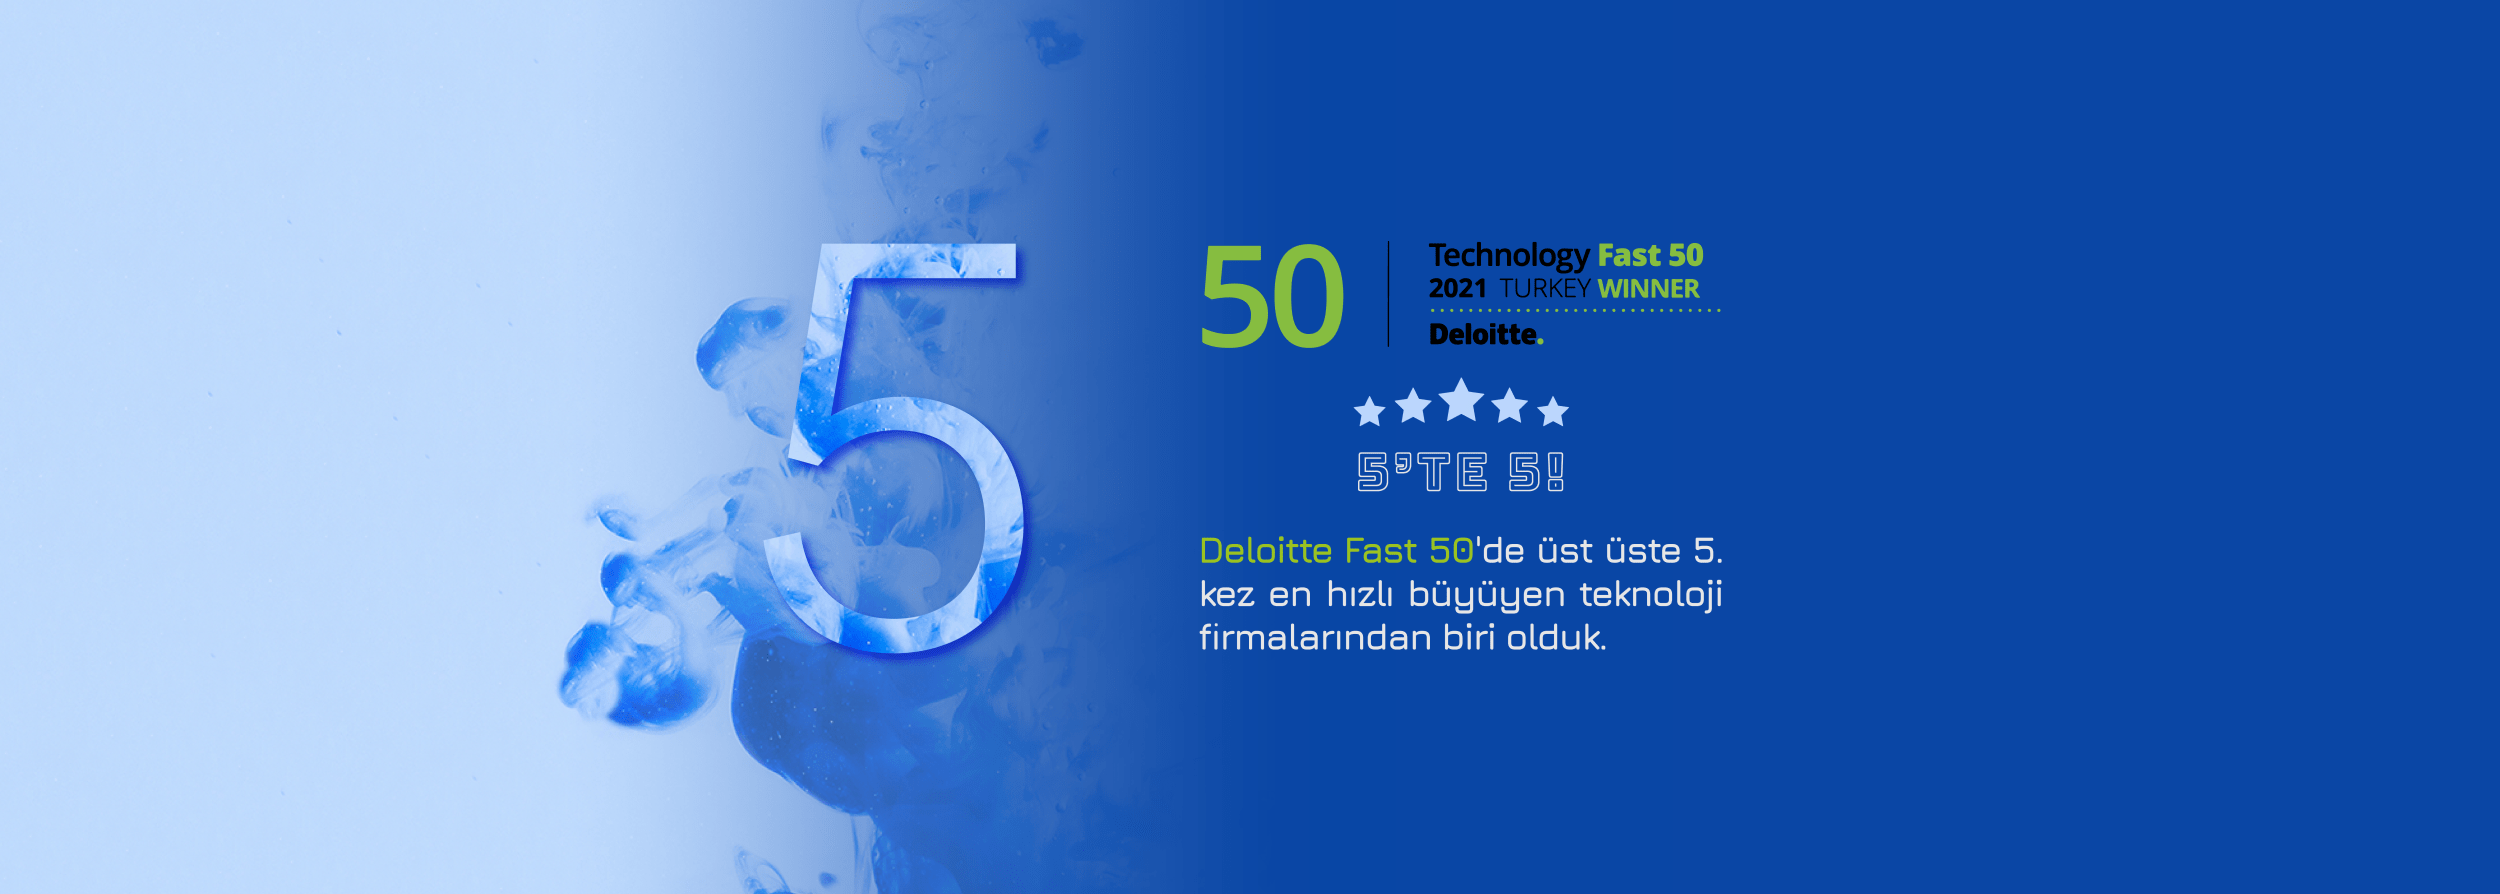 5
50
Technology Fast 50
2021 TURKEY WINNER
Deloitte.
5'TE 5!
Deloitte Fast 50'de üst üste 5.
kez en hızlı büyüyen teknoloji
firmalarından biri olduk.